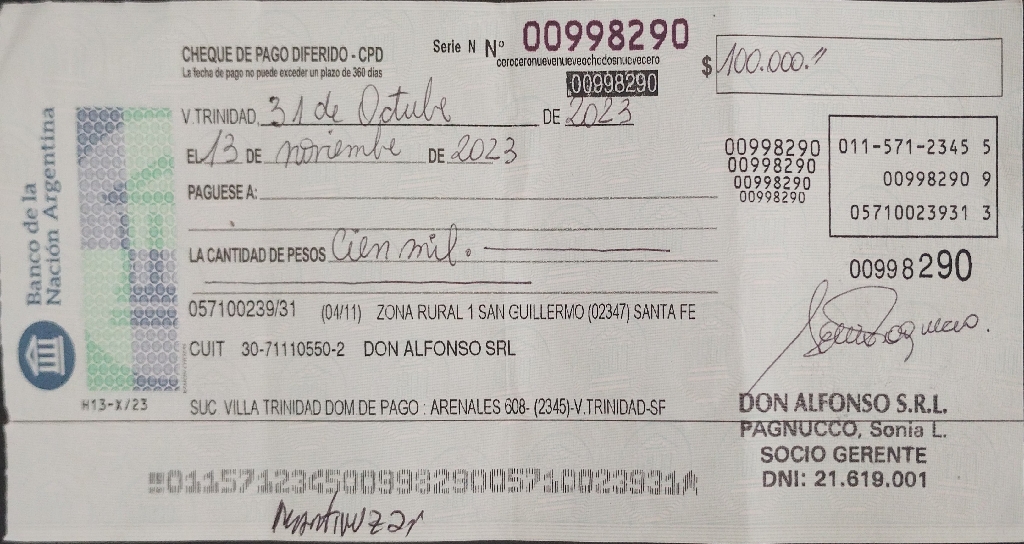 CHEQUE DE PAGO DIFERIDO - CPD
La fecha de pago no puede exceder un plazo de 360 días
Serie N Nº 00998290
coroceronuevenueveochodosnuevecero
00998290
$ 100.000."
V.TRINIDAD, 31 de Octubre DE 2023
EL 13 DE noviembre DE 2023
PAGUESE A:
LA CANTIDAD DE PESOS Cien mil.
00998290
00998290
00998290
00998290
011-571-2345 5
00998290 9
05710023931 3
00998290
057100239/31 (04/11) ZONA RURAL 1 SAN GUILLERMO (02347) SANTA FE
CUIT 30-71110550-2 DON ALFONSO SRL
SUC VILLA TRINIDAD DOM DE PAGO : ARENALES 608- (2345)-V.TRINIDAD-SF
Banco de la
Nación Argentina
H13-X/23
DON ALFONSO S.R.L.
PAGNUCCO, Sonia L.
SOCIO GERENTE
DNI: 21.619.001
01157123450099829005710023931